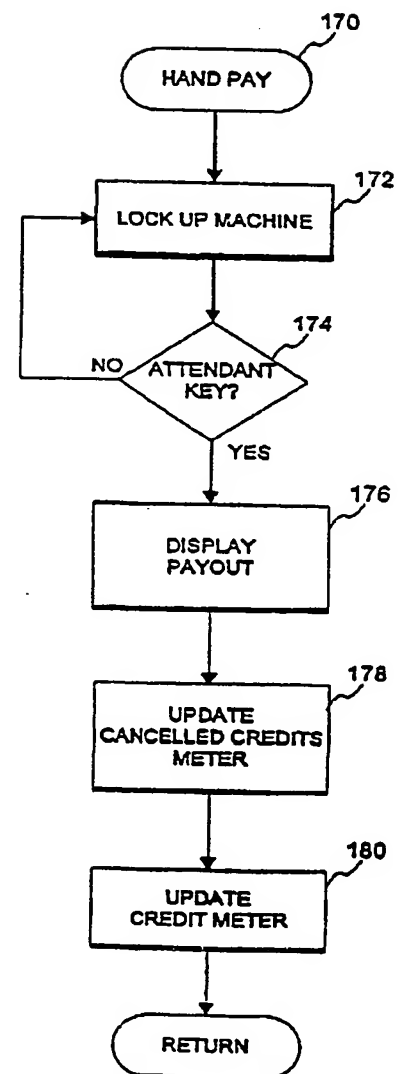 170
HAND PAY
172
LOCK UP MACHINE
174
NO
ATTENDANT
KEY?
YES
176
DISPLAY
PAYOUT
178
UPDATE
CANCELLED CREDITS
METER
180
UPDATE
CREDIT METER
RETURN